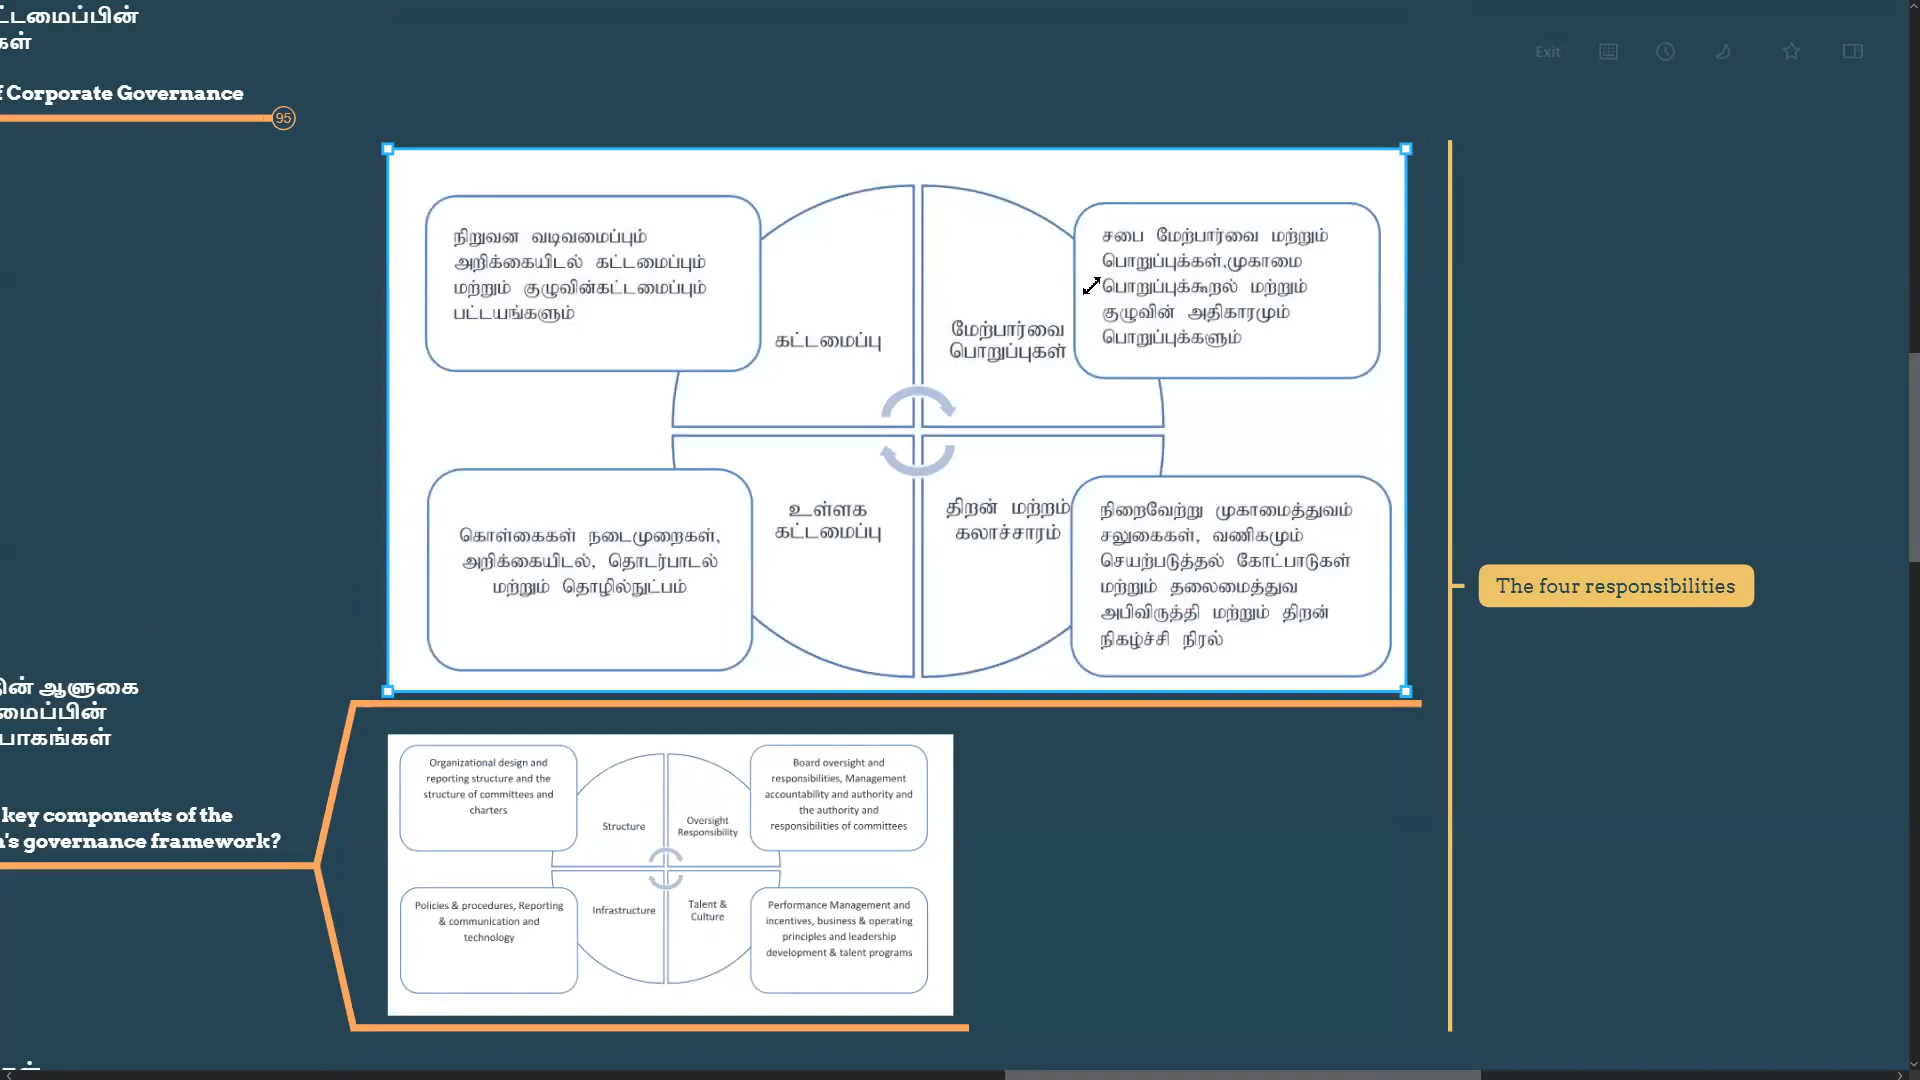 கள்
f Corporate Governance
95
Exit
நிறுவன வடிவமைப்பும்
அறிக்கையிடல் கட்டமைப்பும்
மற்றும் குழுவின்கட்டமைப்பும்
பட்டயங்களும்
கட்டமைப்பு
மேற்பார்வை
பொறுப்புகள்
சபை மேற்பார்வை மற்றும்
பொறுப்புக்கள்,முகாமை
பொறுப்புக்கூறல் மற்றும்
குழுவின் அதிகாரமும்
பொறுப்புக்களும்
கொள்கைகள் நடைமுறைகள்,
அறிக்கையிடல், தொடர்பாடல்
மற்றும் தொழில்நுட்பம்
உள்ளக
கட்டமைப்பு
திறன் மற்றம்
கலாச்சாரம்
நிறைவேற்று முகாமைத்துவம்
சலுகைகள், வணிகமும்
செயற்படுத்தல் கோட்பாடுகள்
மற்றும் தலைமைத்துவ
அபிவிருத்தி மற்றும் திறன்
நிகழ்ச்சி நிரல்
The four responsibilities
ஆளுகை
key components of the
's governance framework?
Organizational design and
reporting structure and the
structure of committees and
charters
Structure
Oversight
Responsibility
Board oversight and
responsibilities, Management
accountability and authority and
the authority and
responsibilities of committees
Policies & procedures, Reporting
& communication and
technology
Infrastructure
Talent &
Culture
Performance Management and
incentives, business & operating
principles and leadership
development & talent programs